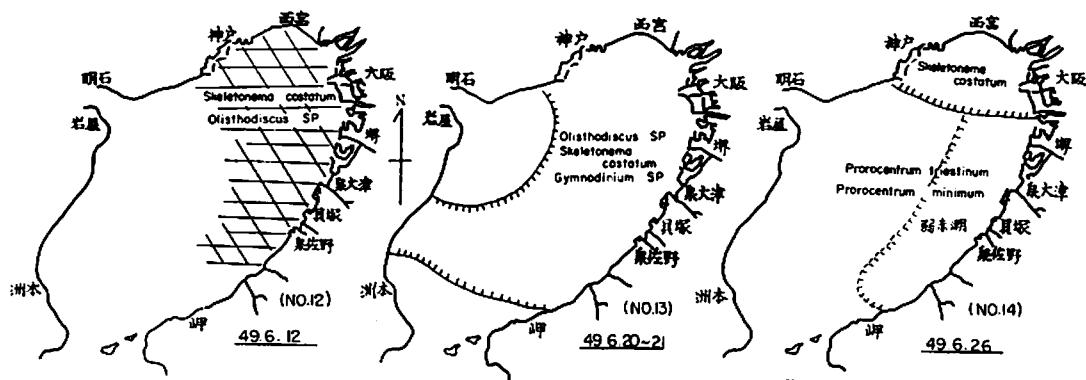 神戸
西宮
明石
大阪
Skeletonema costatum
岩屋
Olisthodiscus SP
堺
N
泉大津
貝塚
泉佐野
洲本
(NO.12)
岬
49.6.12
西宮
神戸
明石
大阪
岩屋
Olisthodiscus SP
Skeletonema
costatum
堺
Gymnodinium SP
泉大津
貝塚
泉佐野
洲本
(NO.13)
岬
49.6.20~21
西宮
神戸
Skeletonema
costatum
明石
大阪
岩屋
堺
Prorocentrum triestinum
Prorocentrum minimum
泉大津
弱赤潮
貝塚
泉佐野
洲本
(NO.14)
岬
49.6.26